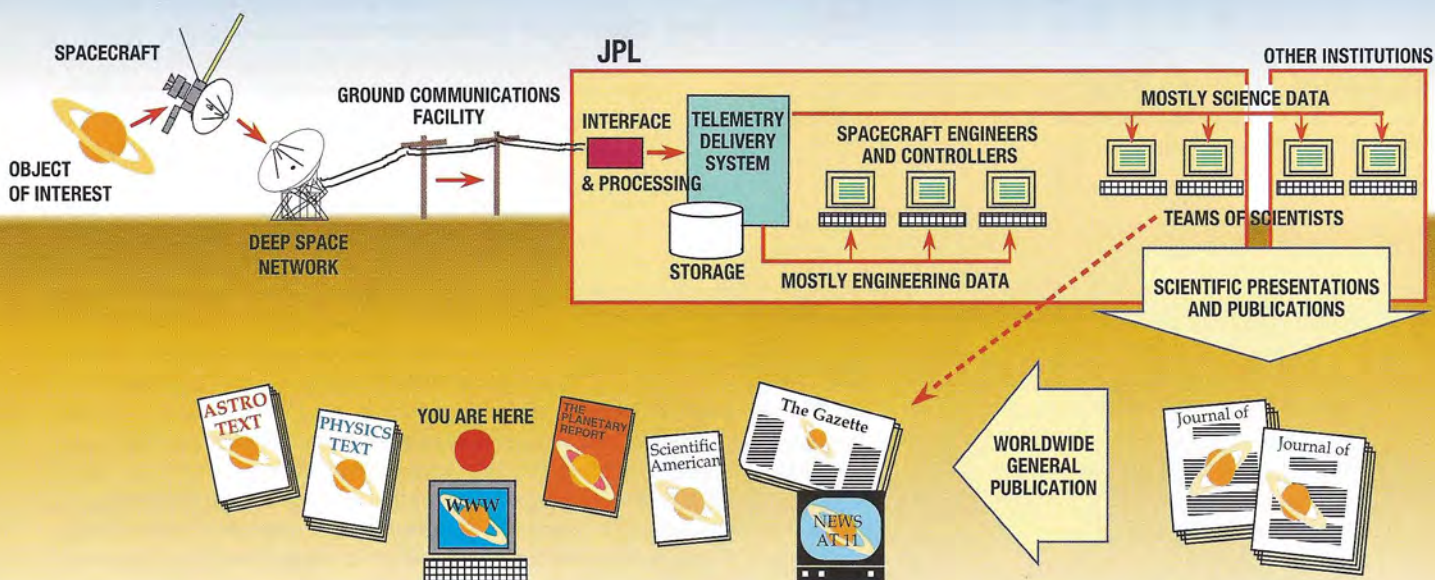 SPACECRAFT
OBJECT
OF INTEREST
DEEP SPACE
NETWORK
GROUND COMMUNICATIONS
FACILITY
JPL
INTERFACE
& PROCESSING
TELEMETRY
DELIVERY
SYSTEM
STORAGE
SPACECRAFT ENGINEERS
AND CONTROLLERS
MOSTLY ENGINEERING DATA
MOSTLY SCIENCE DATA
OTHER INSTITUTIONS
TEAMS OF SCIENTISTS
SCIENTIFIC PRESENTATIONS
AND PUBLICATIONS
Journal of
Journal of
WORLDWIDE
GENERAL
PUBLICATION
ASTRO
TEXT
PHYSICS
TEXT
YOU ARE HERE
WWW
THE
PLANETARY
REPORT
Scientific
American
The Gazette
NEWS
AT 11